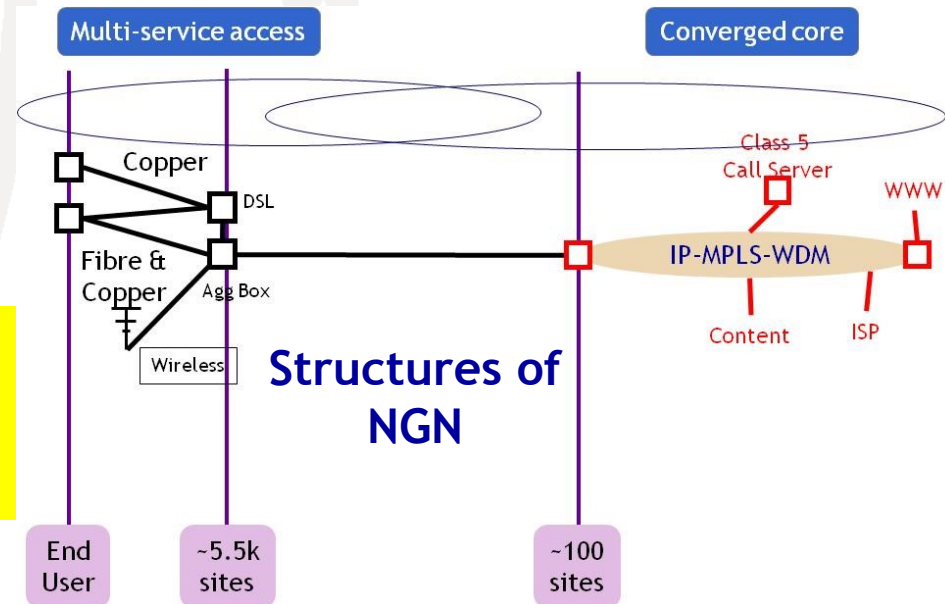 Multi-service access
Converged core
Copper
Class 5
Call Server
WWW
DSL
Fibre &
Copper
Agg Box
IP-MPLS-WDM
Content
ISP
Wireless
Structures of
NGN
End
User
~5.5k
sites
~100
sites